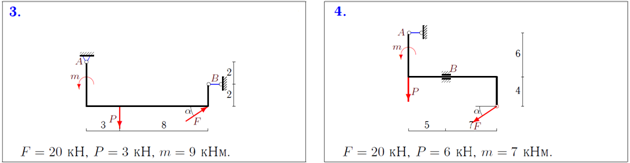 3.
A
m
B
2
2
P
α
F
3
8
F = 20 кН, P = 3 кН, m = 9 кНм.
4.
A
m
B
6
4
P
α
F
5
7
F = 20 кН, P = 6 кН, m = 7 кНм.